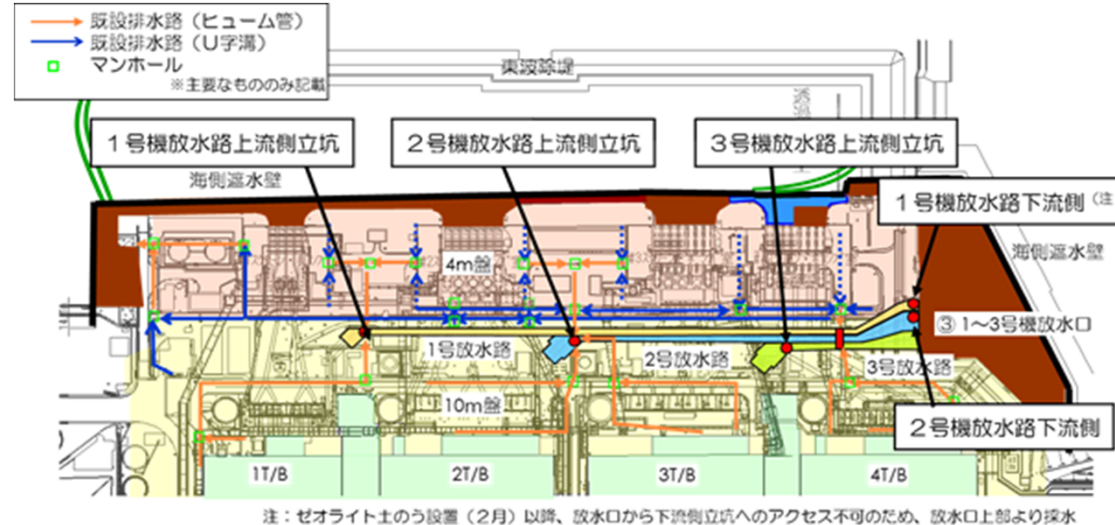 既設排水路（ヒューム管）
既設排水路（U字溝）
マンホール
※主要なもののみ記載
東波除堤
1号機放水路上流側立坑
2号機放水路上流側立坑
3号機放水路上流側立坑
海側遮水壁
1号機放水路下流側（注
海側遮水壁
4m盤
③1～3号機放水口
1号放水路
2号放水路
3号放水路
10m盤
2号機放水路下流側
1T/B
2T/B
3T/B
4T/B
注：ゼオライト土のう設置（2月）以降、放水口から下流側立坑へのアクセス不可のため、放水口上部より採水